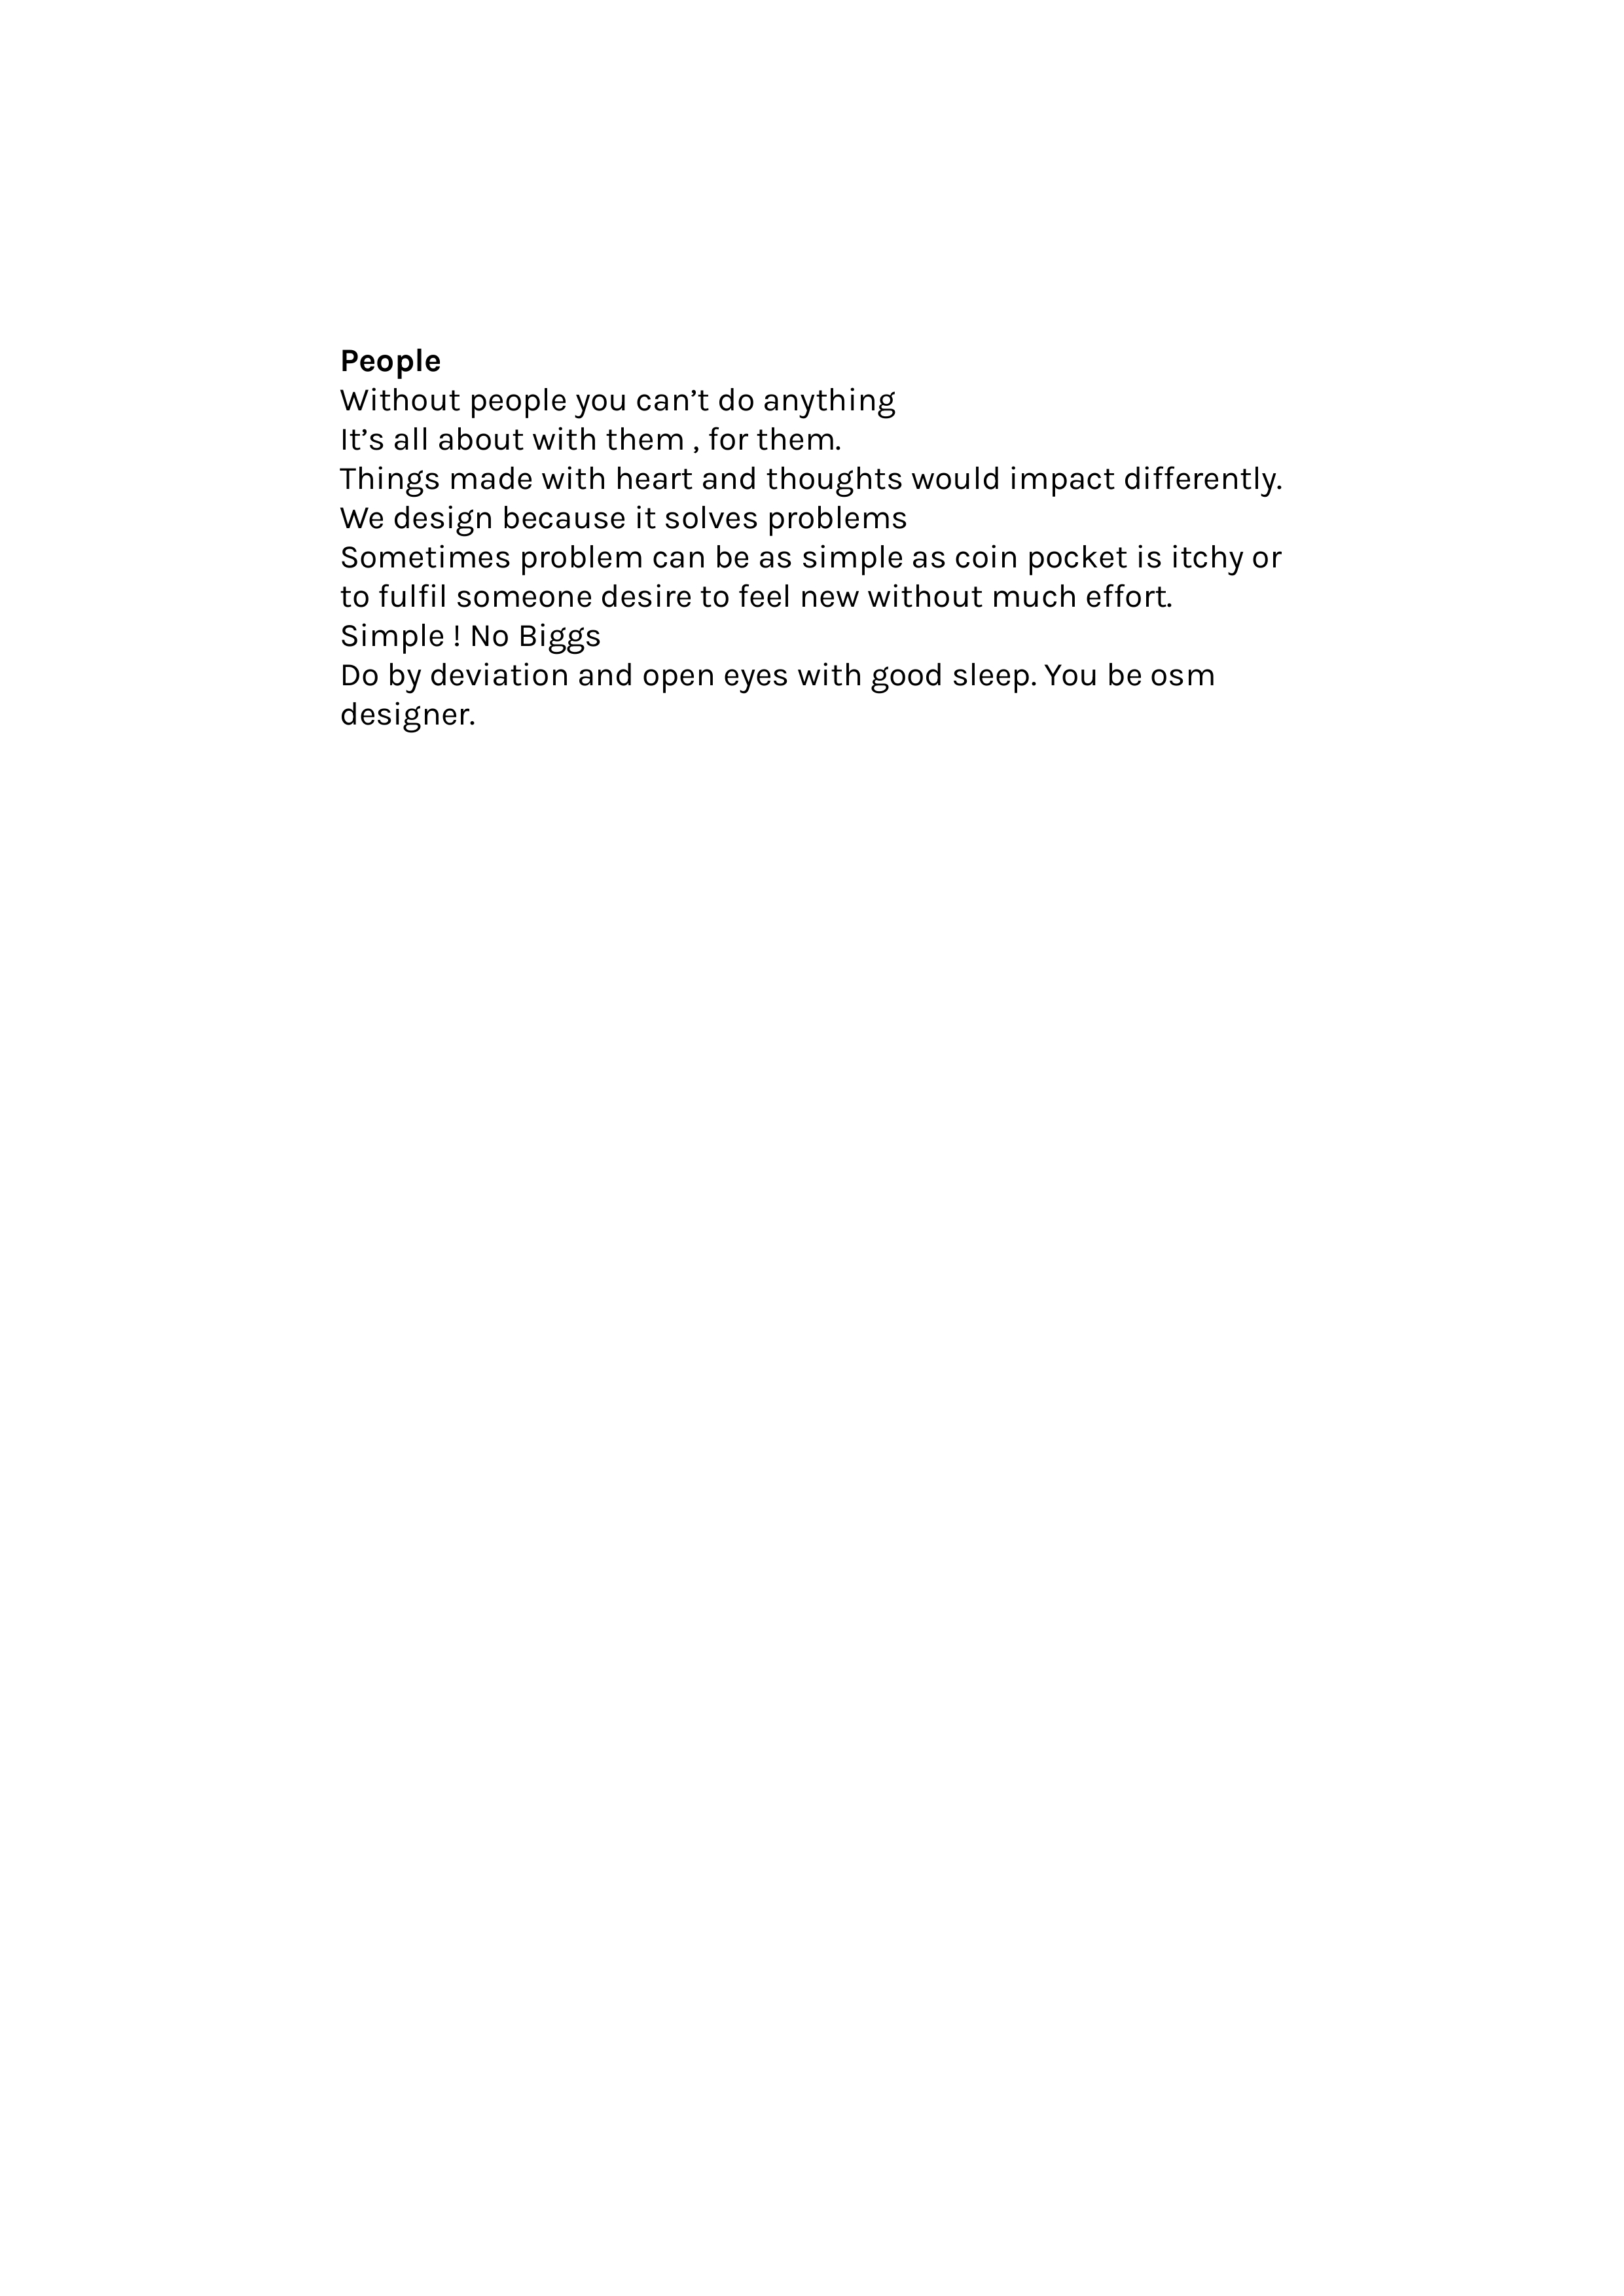 People
Without people you can’t do anything
It’s all about with them , for them.
Things made with heart and thoughts would impact differently.
We design because it solves problems
Sometimes problem can be as simple as coin pocket is itchy or
to fulfil someone desire to feel new without much effort.
Simple ! No Biggs
Do by deviation and open eyes with good sleep. You be osm
designer.